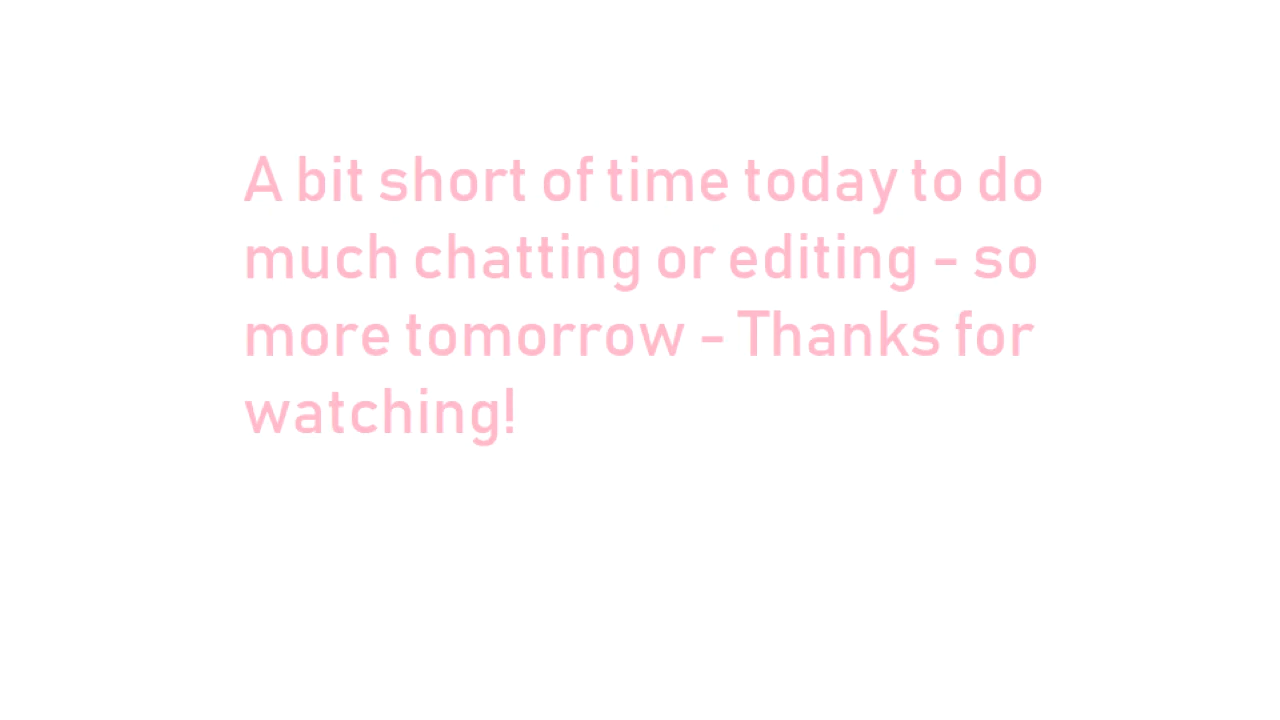 A bit short of time today to do
much chatting or editing - so
more tomorrow - Thanks for
watching!